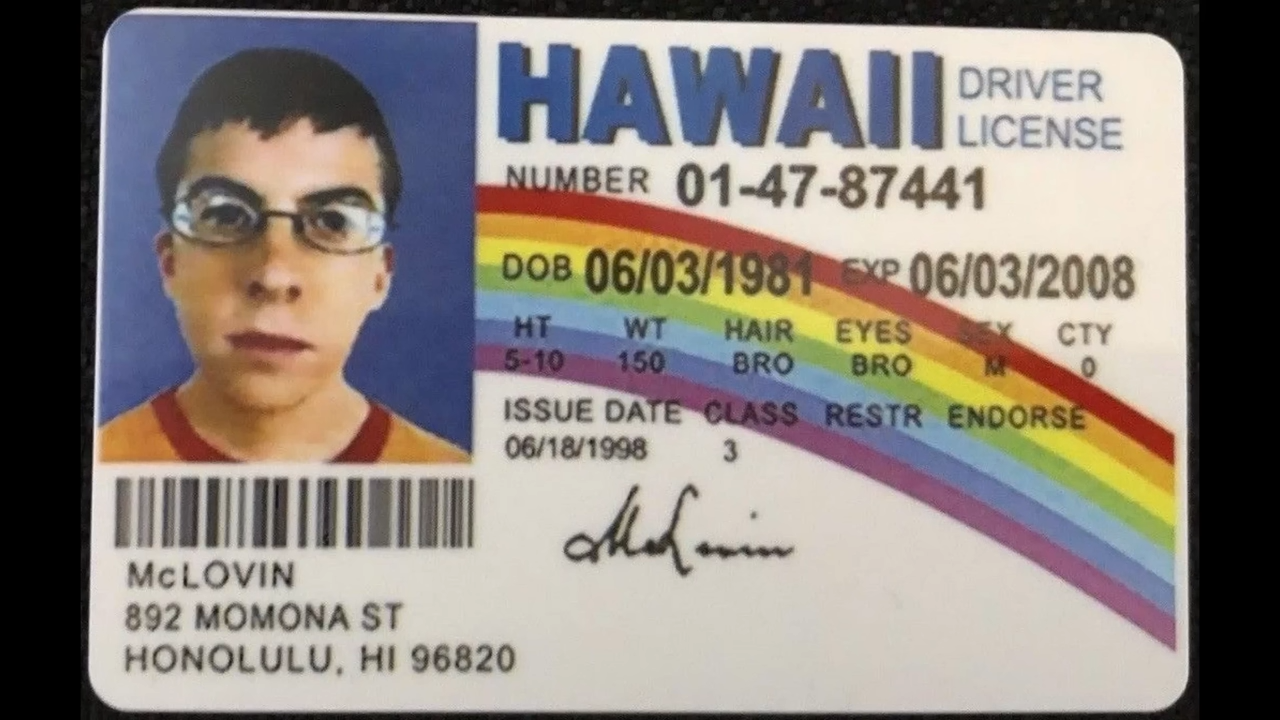 HAWAII DRIVER LICENSE
NUMBER 01-47-87441
DOB 06/03/1981 EXP 06/03/2008
HT WT HAIR EYES SEX CTY
5-10 150 BRO BRO M 0
ISSUE DATE CLASS RESTR ENDORSE
06/18/1998 3
McLovin
McLOVIN
892 MOMONA ST
HONOLULU, HI 96820